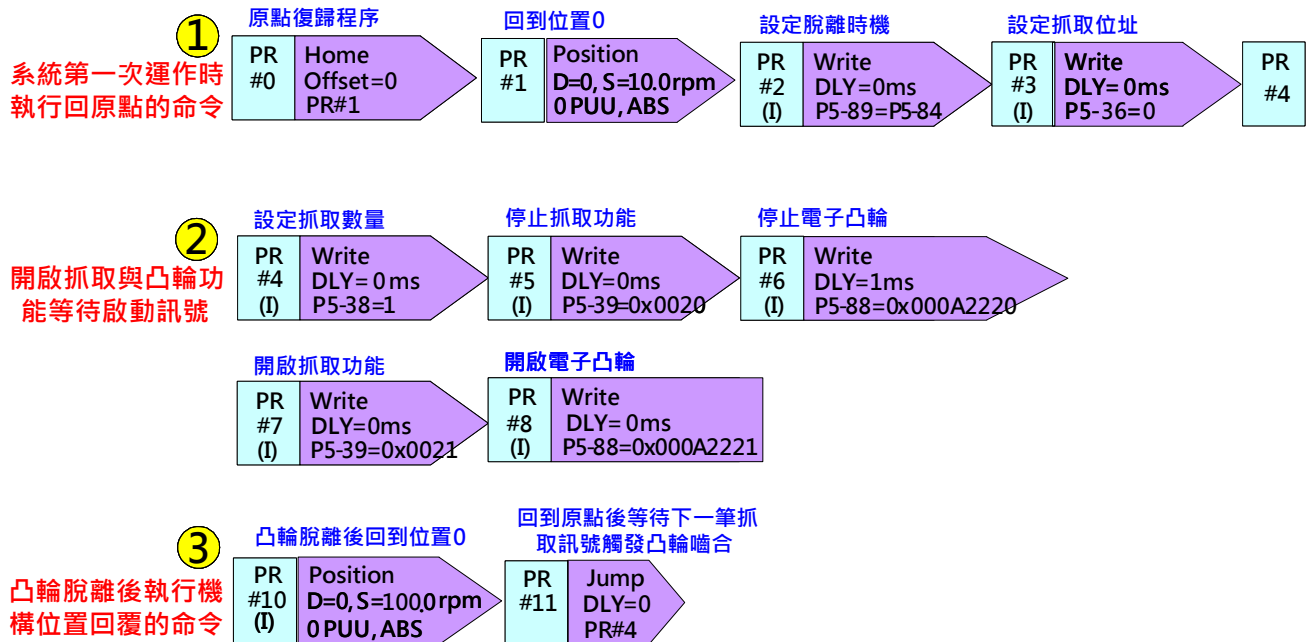 1
系統第一次運作時
執行回原點的命令
原點復歸程序
PR
#0
Home
Offset=0
PR#1
回到位置0
PR
#1
Position
D=0, S=10.0rpm
0 PUU, ABS
設定脫離時機
PR
#2
(I)
Write
DLY=0ms
P5-89=P5-84
設定抓取位址
PR
#3
(I)
Write
DLY= 0ms
P5-36=0
PR
#4
2
開啟抓取與凸輪功
能等待啟動訊號
設定抓取數量
PR
#4
(I)
Write
DLY= 0 ms
P5-38=1
停止抓取功能
PR
#5
(I)
Write
DLY=0ms
P5-39=0x0020
停止電子凸輪
PR
#6
(I)
Write
DLY=1ms
P5-88=0x000A2220
開啟抓取功能
PR
#7
(I)
Write
DLY=0ms
P5-39=0x0021
開啟電子凸輪
PR
#8
(I)
Write
DLY= 0ms
P5-88=0x000A2221
3
凸輪脫離後執行機
構位置回覆的命令
凸輪脫離後回到位置0
PR
#10
(I)
Position
D=0, S=100.0 rpm
0 PUU, ABS
回到原點後等待下一筆抓
取訊號觸發凸輪嚙合
PR
#11
Jump
DLY=0
PR#4